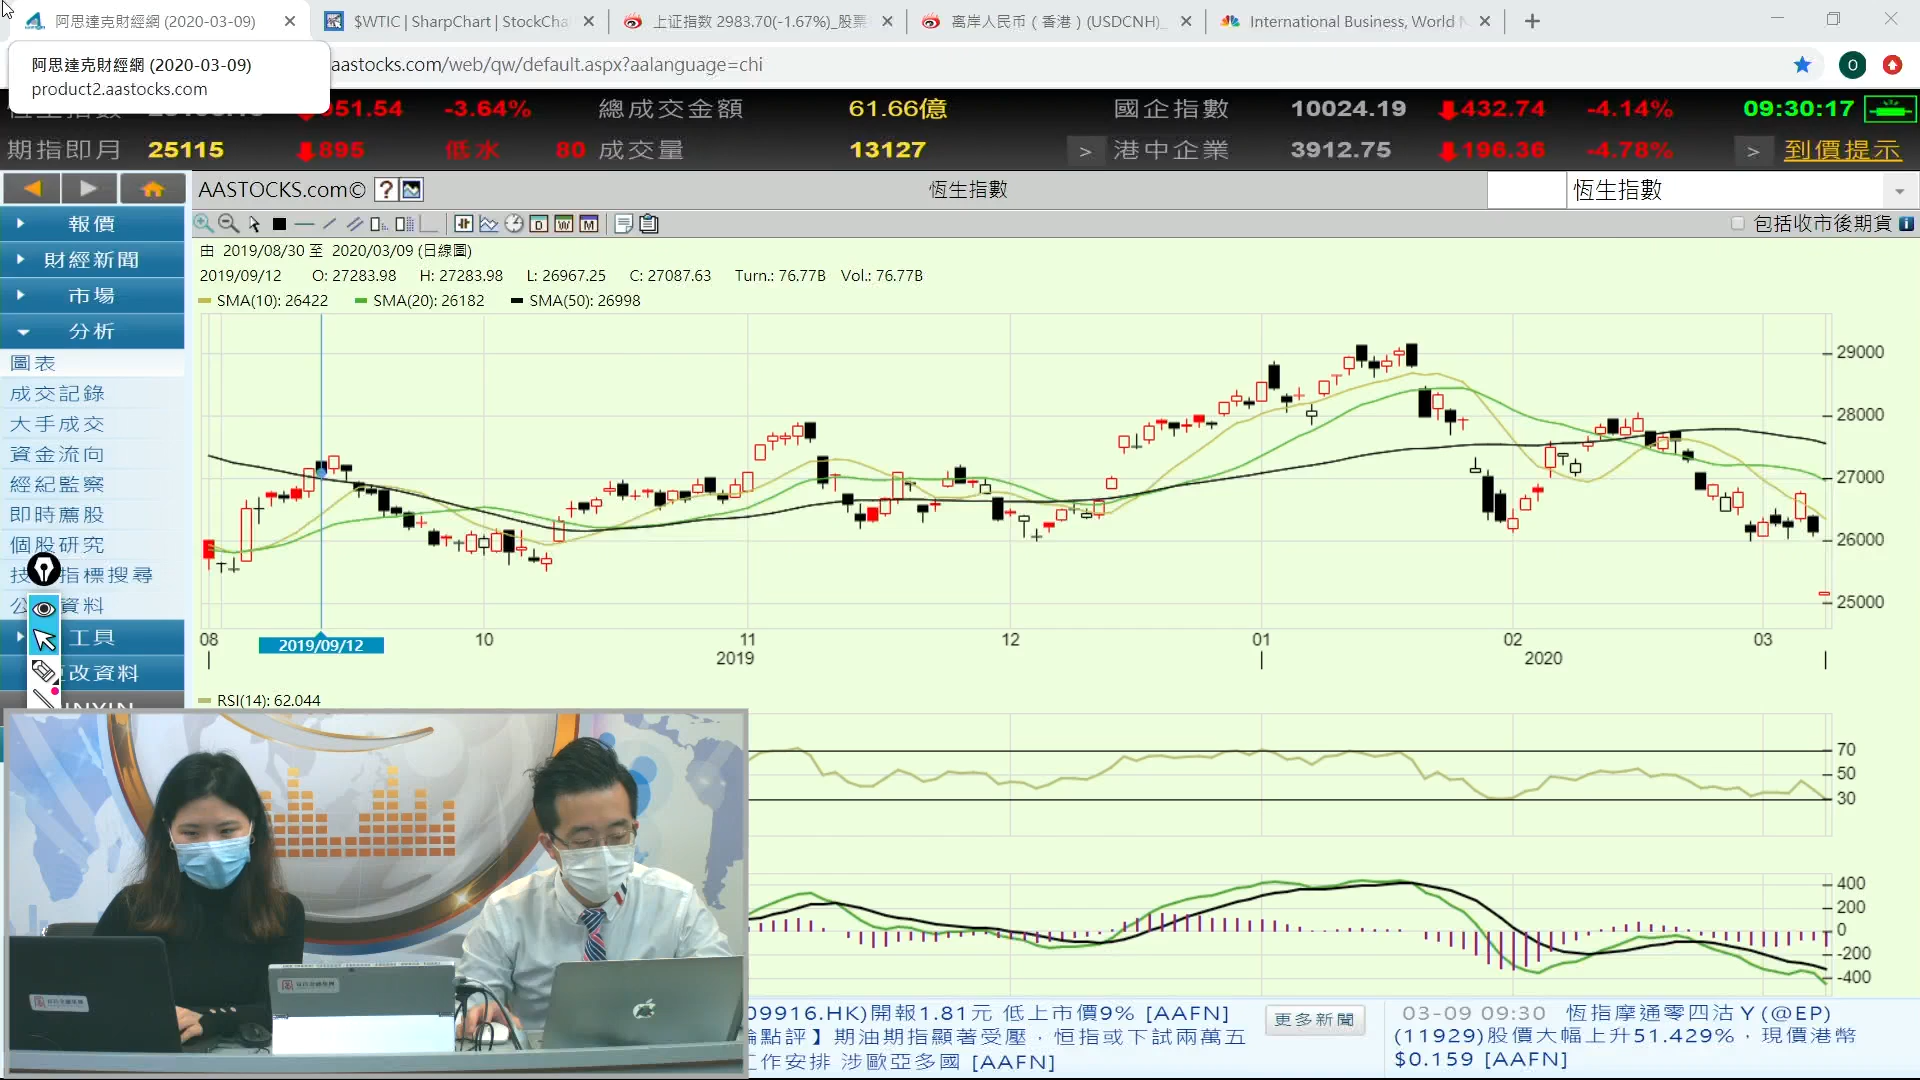 阿思達克財經網 (2020-03-09)
$WTIC | SharpChart | StockCha
上证指数 2983.70(-1.67%)_股票
离岸人民币（香港）(USDCNH)_
International Business, World N
阿思達克財經網 (2020-03-09)
product2.aastocks.com
aastocks.com/web/qw/default.aspx?aalanguage=chi
O
951.54 -3.64% 總成交金額 61.66億 國企指數 10024.19 432.74 -4.14% 09:30:17
期指即月 25115 895 低水 80 成交量 13127 > 港中企業 3912.75 196.36 -4.78% > 到價提示
AASTOCKS.com© ? 恆生指數 恆生指數
報價
財經新聞
市場
分析
圖表
成交記錄
大手成交
資金流向
經紀監察
即時薦股
個股研究
技 指標搜尋
公 資料
工具
改資料
D W M
包括收市後期貨 i
由 2019/08/30 至 2020/03/09 (日線圖)
2019/09/12 O: 27283.98 H: 27283.98 L: 26967.25 C: 27087.63 Turn.: 76.77B Vol.: 76.77B
SMA(10): 26422 SMA(20): 26182 SMA(50): 26998
29000
28000
27000
26000
25000
08 2019/09/12 10 11 12 01 02 03
2019 2020
RSI(14): 62.044
70
50
30
400
200
0
-200
-400
09916.HK)開報1.81元 低上市價9% [AAFN]
點評】期油期指顯著受壓，恒指或下試兩萬五
作安排 涉歐亞多國 [AAFN]
更多新聞
03-09 09:30 恆指摩通零四沽Y(@EP)
(11929)股價大幅上升51.429%，現價港幣
$0.159 [AAFN]